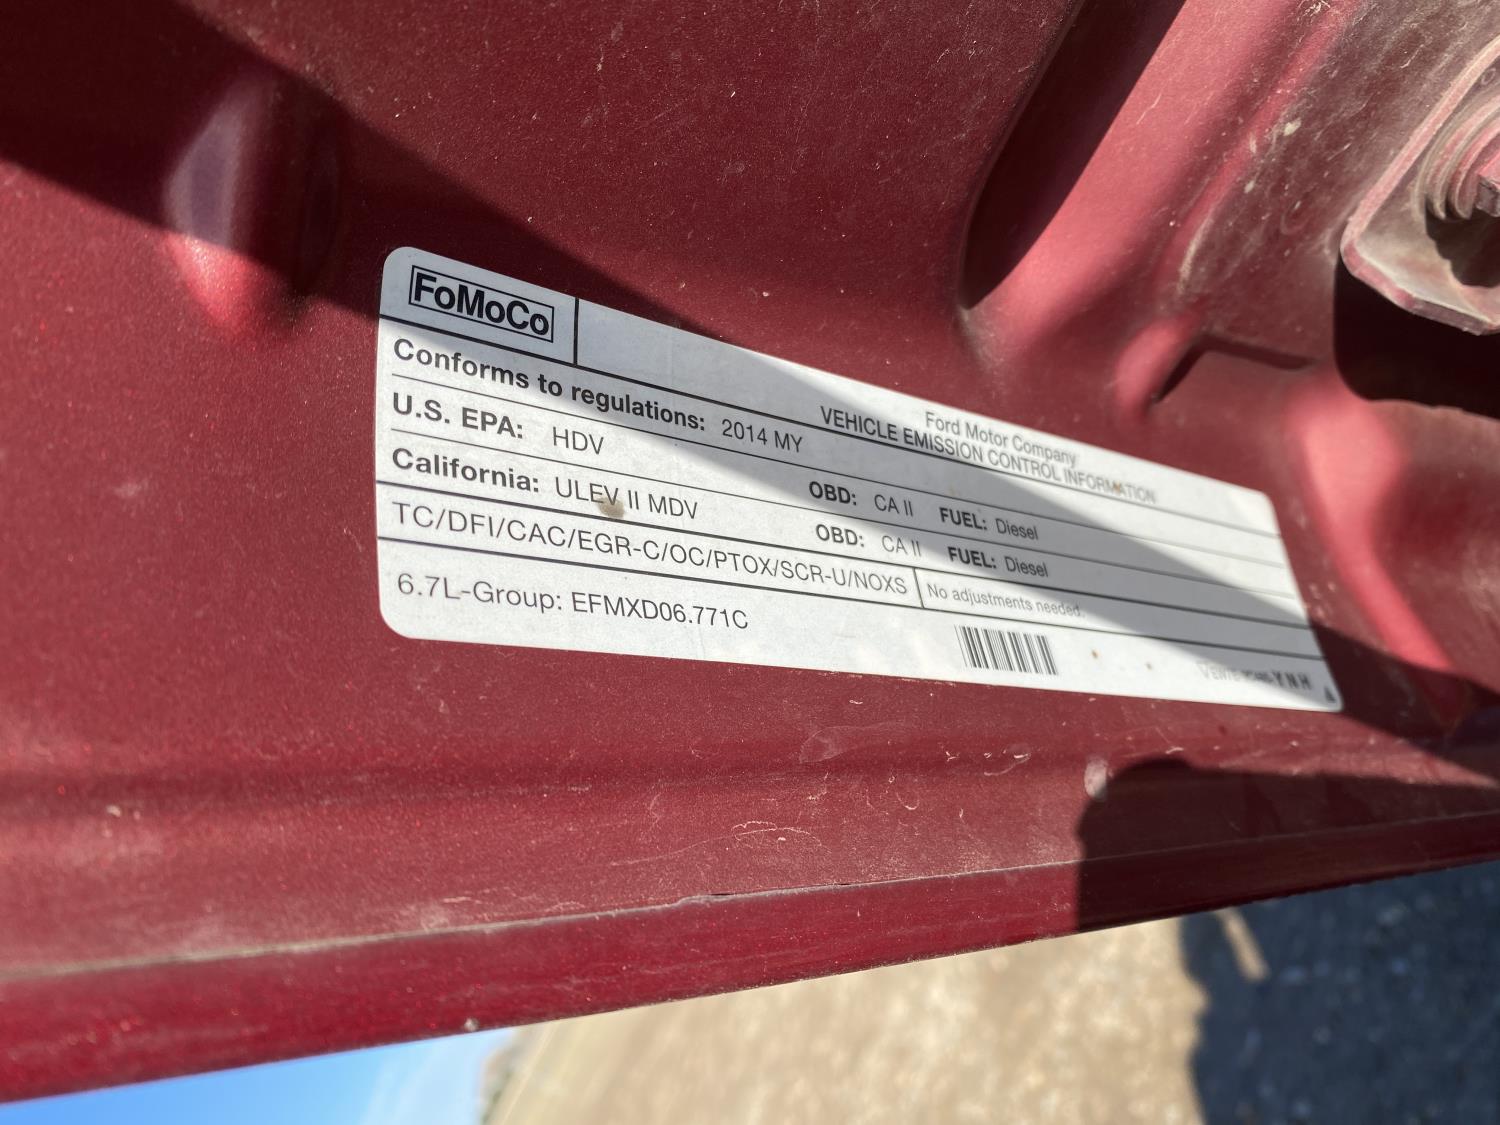 FoMoCo
Ford Motor Company
VEHICLE EMISSION CONTROL INFORMATION
Conforms to regulations: 2014 MY
U.S. EPA: HDV OBD: CA II FUEL: Diesel
California: ULEV II MDV OBD: CA II FUEL: Diesel
TC/DFI/CAC/EGR-C/OC/PTOX/SCR-U/NOXS No adjustments needed.
6.7L-Group: EFMXD06.771C
YNH